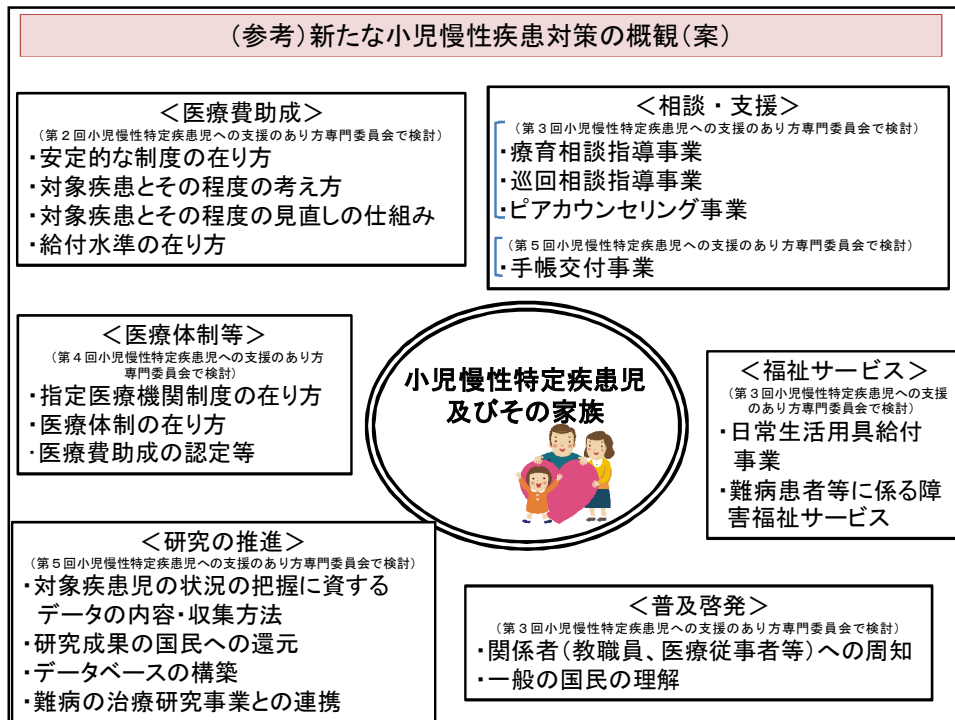 （参考）新たな小児慢性疾患対策の概観（案）
＜医療費助成＞
（第２回小児慢性特定疾患児への支援のあり方専門委員会で検討）
・安定的な制度の在り方
・対象疾患とその程度の考え方
・対象疾患とその程度の見直しの仕組み
・給付水準の在り方
＜相談・支援＞
（第３回小児慢性特定疾患児への支援のあり方専門委員会で検討）
・療育相談指導事業
・巡回相談指導事業
・ピアカウンセリング事業
（第５回小児慢性特定疾患児への支援のあり方専門委員会で検討）
・手帳交付事業
＜医療体制等＞
（第４回小児慢性特定疾患児への支援のあり方
専門委員会で検討）
・指定医療機関制度の在り方
・医療体制の在り方
・医療費助成の認定等
小児慢性特定疾患児
及びその家族
＜福祉サービス＞
（第３回小児慢性特定疾患児への支援
のあり方専門委員会で検討）
・日常生活用具給付
事業
・難病患者等に係る障
害福祉サービス
＜研究の推進＞
（第５回小児慢性特定疾患児への支援のあり方専門委員会で検討）
・対象疾患児の状況の把握に資する
データの内容・収集方法
・研究成果の国民への還元
・データベースの構築
・難病の治療研究事業との連携
＜普及啓発＞
（第３回小児慢性特定疾患児への支援のあり方専門委員会で検討）
・関係者（教職員、医療従事者等）への周知
・一般の国民の理解